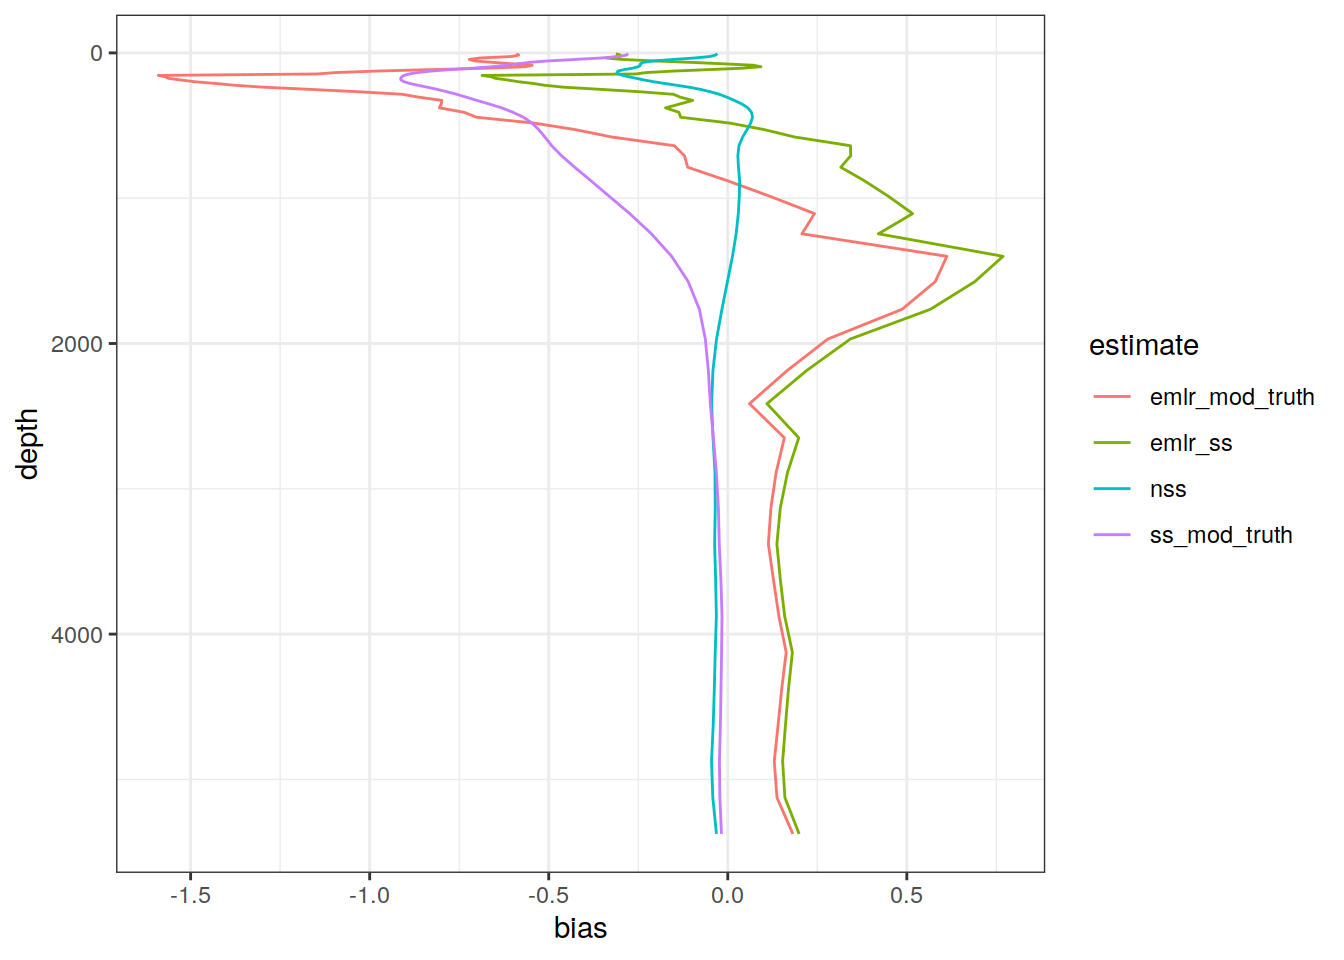 0
2000
4000
depth
-1.5
-1.0
-0.5
0.0
0.5
bias
estimate
emlr_mod_truth
emlr_ss
nss
ss_mod_truth